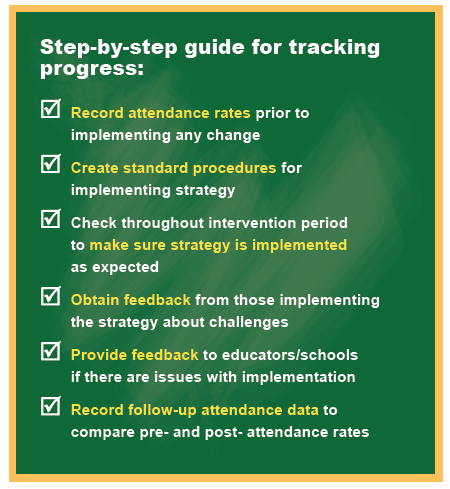 Step-by-step guide for tracking
progress:
Record attendance rates prior to
implementing any change
Create standard procedures for
implementing strategy
Check throughout intervention period
to make sure strategy is implemented
as expected
Obtain feedback from those implementing
the strategy about challenges
Provide feedback to educators/schools
if there are issues with implementation
Record follow-up attendance data to
compare pre- and post- attendance rates